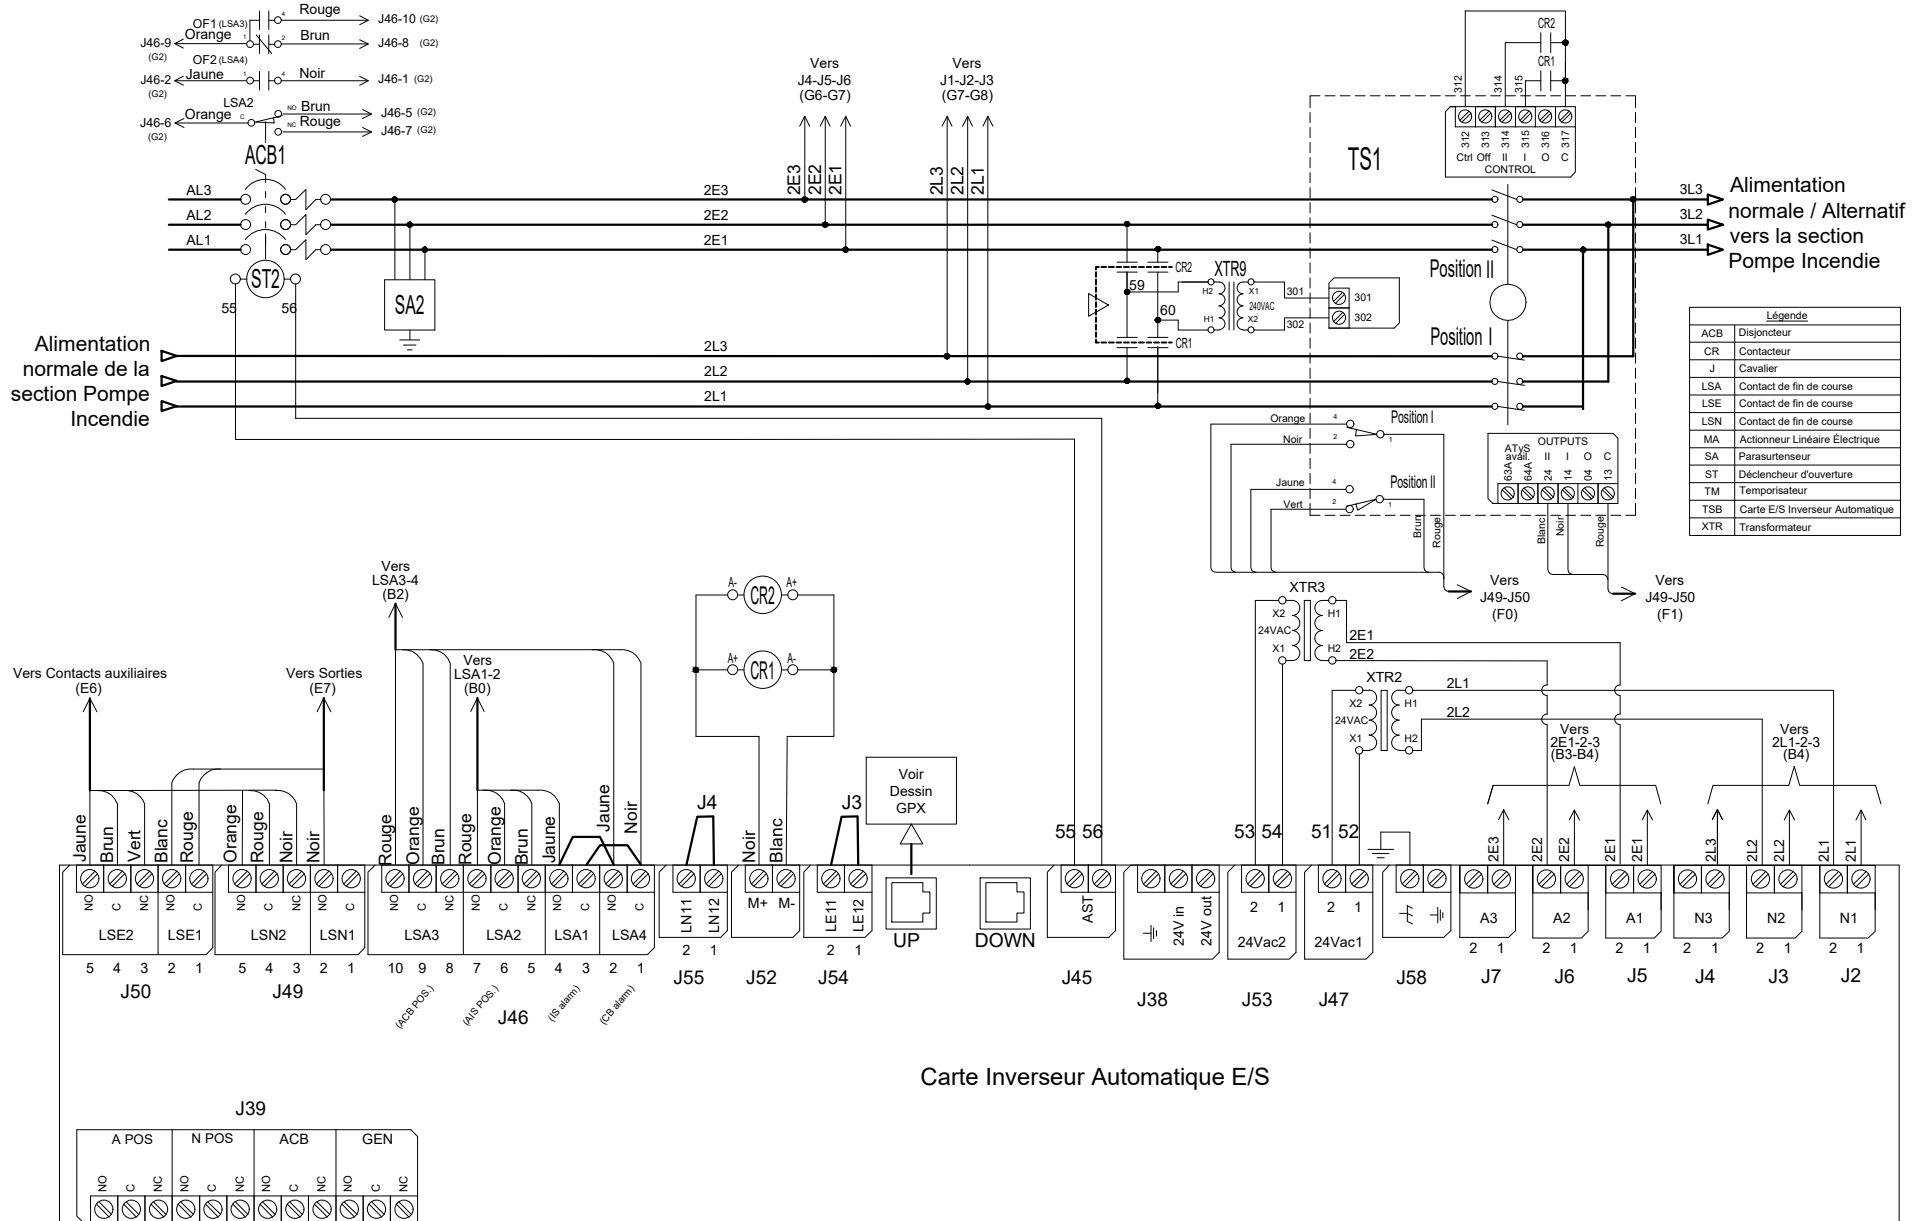 OF1 (LSA3)
4 Rouge J46-10 (G2)
J46-9 Orange 1 2 Brun J46-8 (G2)
(G2)
OF2 (LSA4)
J46-2 Jaune 1 4 Noir J46-1 (G2)
(G2)
LSA2
NO Brun J46-5 (G2)
J46-6 Orange C NC Rouge J46-7 (G2)
(G2)
ACB1
AL3
AL2
AL1
ST2
55 56
SA2
2E3
2E2
2E1
Vers
J4-J5-J6
(G6-G7)
2E3 2E2 2E1
Vers
J1-J2-J3
(G7-G8)
2L3 2L2 2L1
CR2
CR1
312 314 315
TS1
312 313 314 315 316 317
Ctrl Off II I O C
CONTROL
3L3
3L2
3L1
Alimentation
normale / Alternatif
vers la section
Pompe Incendie
Position II
Position I
CR2
59
60
CR1
XTR9
H2 X1
240VAC
H1 X2
301
302
301
302
Alimentation
normale de la
section Pompe
Incendie
2L3
2L2
2L1
Orange 4 Position I
Noir 2 1
Jaune 4 Position II
Vert 2 1
Brun
Rouge
ATyS
avail.
OUTPUTS
II I O C
63A 64A 24 14 04 13
Blanc Noir Rouge
Vers
J49-J50
(F0)
Vers
J49-J50
(F1)
Légende
ACB Disjoncteur
CR Contacteur
J Cavalier
LSA Contact de fin de course
LSE Contact de fin de course
LSN Contact de fin de course
MA Actionneur Linéaire Électrique
SA Parasurtenseur
ST Déclencheur d'ouverture
TM Temporisateur
TSB Carte E/S Inverseur Automatique
XTR Transformateur
Vers
LSA3-4
(B2)
A- CR2 A+
A+ CR1 A-
XTR3
X2 H1
24VAC
X1 H2
2E1
2E2
XTR2
X2 H1
24VAC
X1 H2
2L1
2L2
Vers Contacts auxiliaires
(E6)
Vers Sorties
(E7)
Vers
LSA1-2
(B0)
Vers
2E1-2-3
(B3-B4)
Vers
2L1-2-3
(B4)
Voir
Dessin
GPX
Jaune Brun Vert Blanc Rouge Orange Rouge Noir Noir
Rouge Orange Brun Rouge Orange Brun Jaune Jaune Noir
J4
Noir Blanc
J3
55 56
53 54
51 52
2E3 2E2 2E2 2E1 2E1 2L3 2L2 2L2 2L1 2L1
NO C NC NO C
LSE2 LSE1
5 4 3 2 1
J50
NO C NC NO C
LSN2 LSN1
5 4 3 2 1
J49
NO C NC NO C NC NO C
LSA3 LSA2 LSA1 LSA4
10 9 8 7 6 5 4 3 2 1
(ACB POS.) (AIS POS.) (IS alarm) (CB alarm)
J46
LN11 LN12
2 1
J55
M+ M-
J52
LE11 LE12
2 1
J54
UP
DOWN
AST
J45
24V in 24V out
J38
2 1
24Vac2
J53
2 1
24Vac1
J47
J58
A3
2 1
J7
A2
2 1
J6
A1
2 1
J5
N3
2 1
J4
N2
2 1
J3
N1
2 1
J2
Carte Inverseur Automatique E/S
J39
A POS N POS ACB GEN
NO C NC NO C NC NO C NC NO C NC